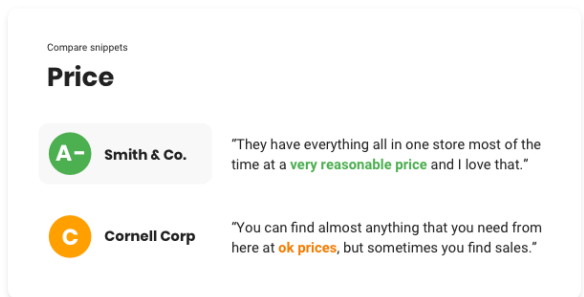 Compare snippets
Price
A-
Smith & Co.
“They have everything all in one store most of the
time at a very reasonable price and I love that.”
C
Cornell Corp
“You can find almost anything that you need from
here at ok prices, but sometimes you find sales.”